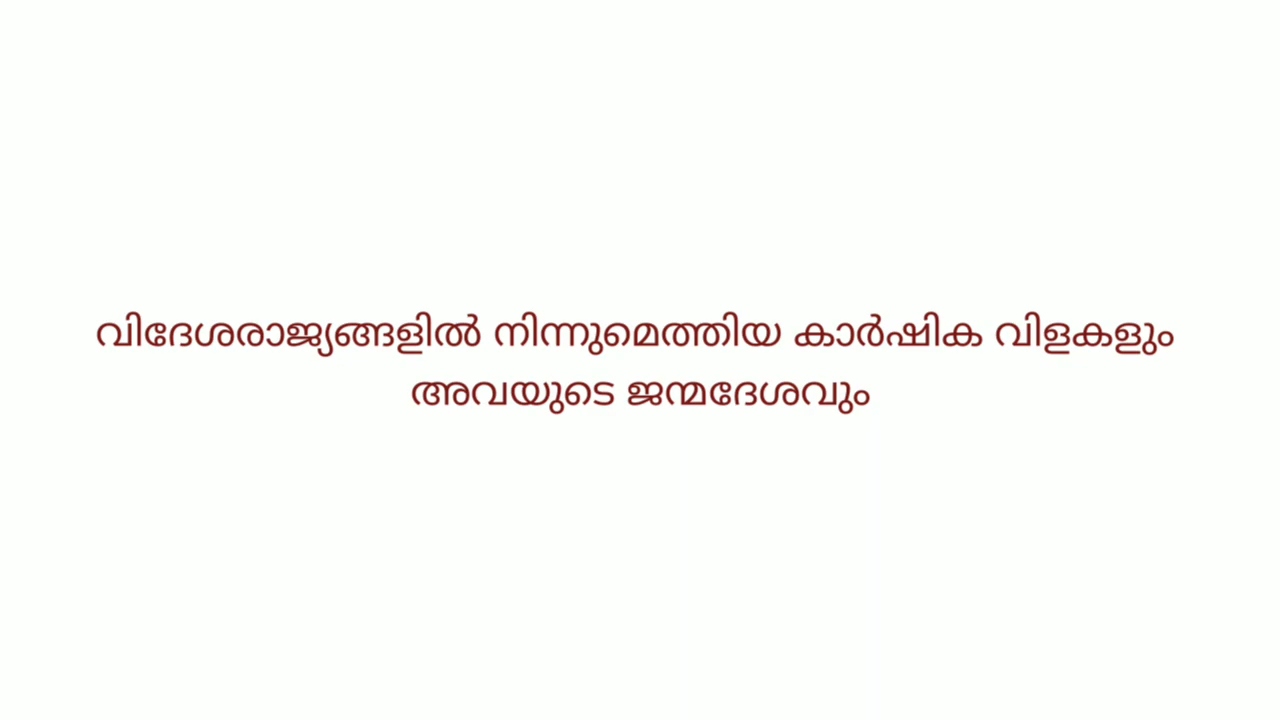 വിദേശരാജ്യങ്ങളിൽ നിന്നുമെത്തിയ കാർഷിക വിളകളും
അവയുടെ ജന്മദേശവും